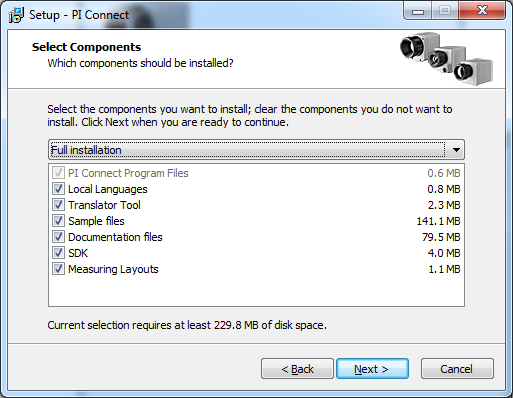 Setup - PI Connect
Select Components
Which components should be installed?
Select the components you want to install; clear the components you do not want to
install. Click Next when you are ready to continue.
Full installation
PI Connect Program Files 0.6 MB
Local Languages 0.8 MB
Translator Tool 2.3 MB
Sample files 141.1 MB
Documentation files 79.5 MB
SDK 4.0 MB
Measuring Layouts 1.1 MB
Current selection requires at least 229.8 MB of disk space.
< Back Next > Cancel